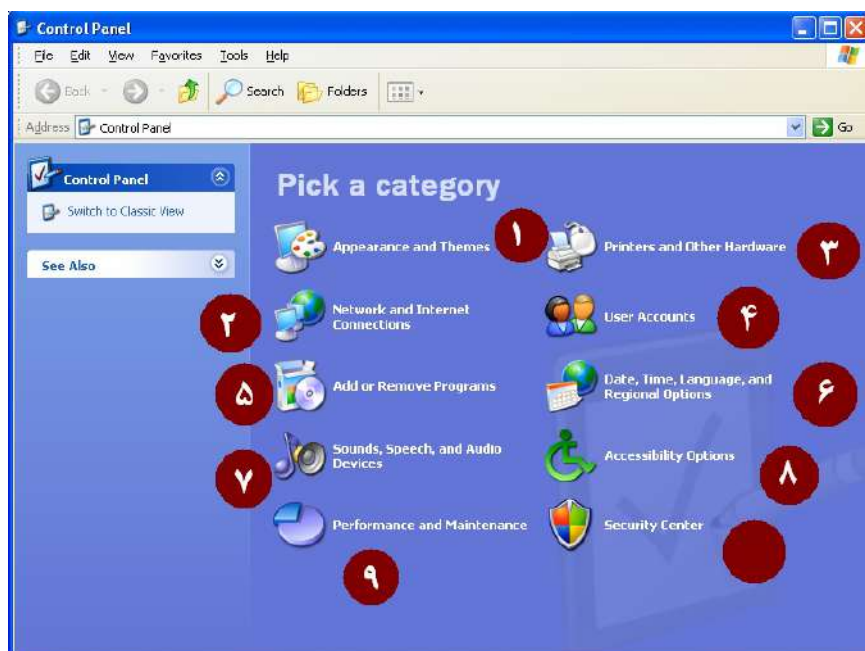 Control Panel
File Edit View Favorites Tools Help
Back Search Folders
Address Control Panel Go
Control Panel
Switch to Classic View
See Also
Pick a category
Appearance and Themes
۱
Printers and Other Hardware
۳
۲
Network and Internet
Connections
User Accounts
۴
۵
Add or Remove Programs
Date, Time, Language, and
Regional Options
۶
۷
Sounds, Speech, and Audio
Devices
Accessibility Options
۸
Performance and Maintenance
۹
Security Center